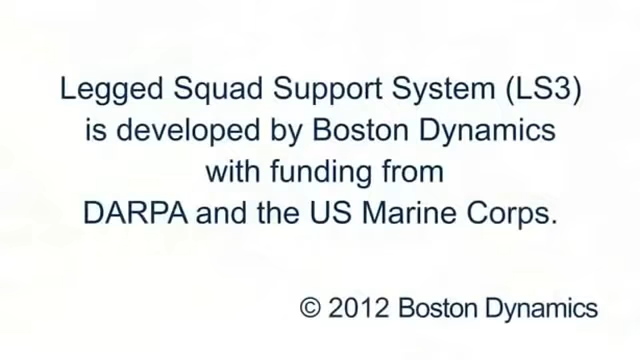 Legged Squad Support System (LS3)
is developed by Boston Dynamics
with funding from
DARPA and the US Marine Corps.
© 2012 Boston Dynamics